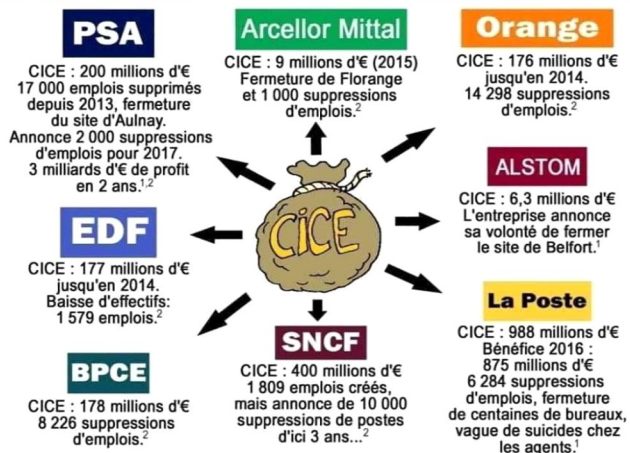 PSA
CICE : 200 millions d'€
17 000 emplois supprimés
depuis 2013, fermeture
du site d'Aulnay.
Annonce 2 000 suppressions
d'emplois pour 2017.
3 milliards d'€ de profit
en 2 ans.¹,²
Arcellor Mittal
CICE : 9 millions d'€ (2015)
Fermeture de Florange
et 1 000 suppressions
d'emplois.²
Orange
CICE : 176 millions d'€
jusqu'en 2014.
14 298 suppressions
d'emplois.²
ALSTOM
CICE : 6,3 millions d'€
L'entreprise annonce
sa volonté de fermer
le site de Belfort.¹
EDF
CICE : 177 millions d'€
jusqu'en 2014.
Baisse d'effectifs:
1 579 emplois.²
CiCE
La Poste
CICE : 988 millions d'€
Bénéfice 2016 :
875 millions d'€
6 284 suppressions
d'emplois, fermeture
de centaines de bureaux,
vague de suicides chez
les agents.¹
BPCE
CICE : 178 millions d'€
8 226 suppressions
d'emplois.²
SNCF
CICE : 400 millions d'€
1 809 emplois créés,
mais annonce de 10 000
suppressions de postes
d'ici 3 ans...²